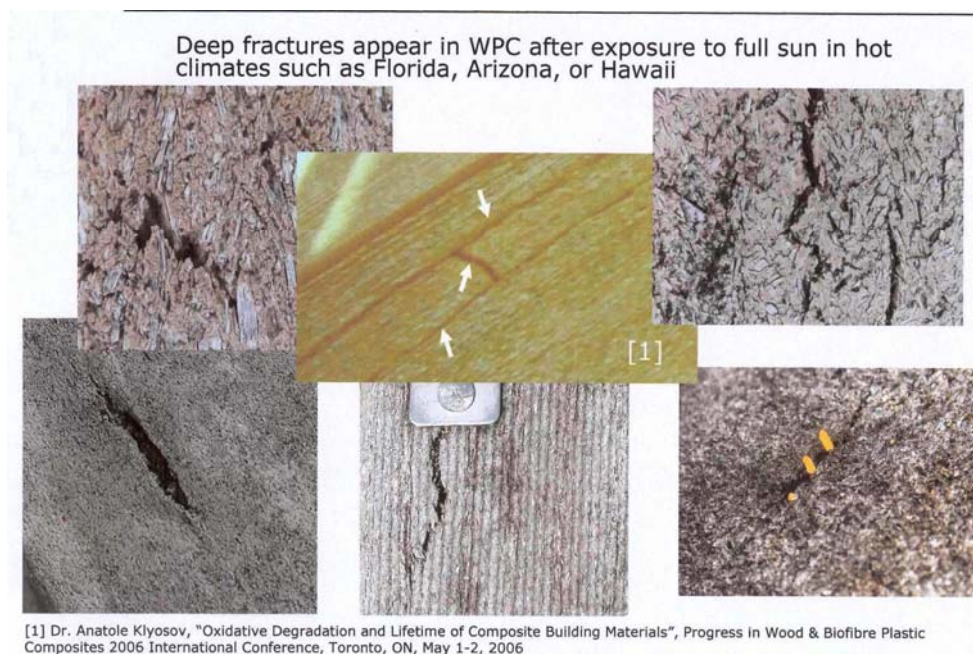 Deep fractures appear in WPC after exposure to full sun in hot
climates such as Florida, Arizona, or Hawaii
[1]
[1] Dr. Anatole Klyosov, “Oxidative Degradation and Lifetime of Composite Building Materials”, Progress in Wood & Biofibre Plastic
Composites 2006 International Conference, Toronto, ON, May 1-2, 2006